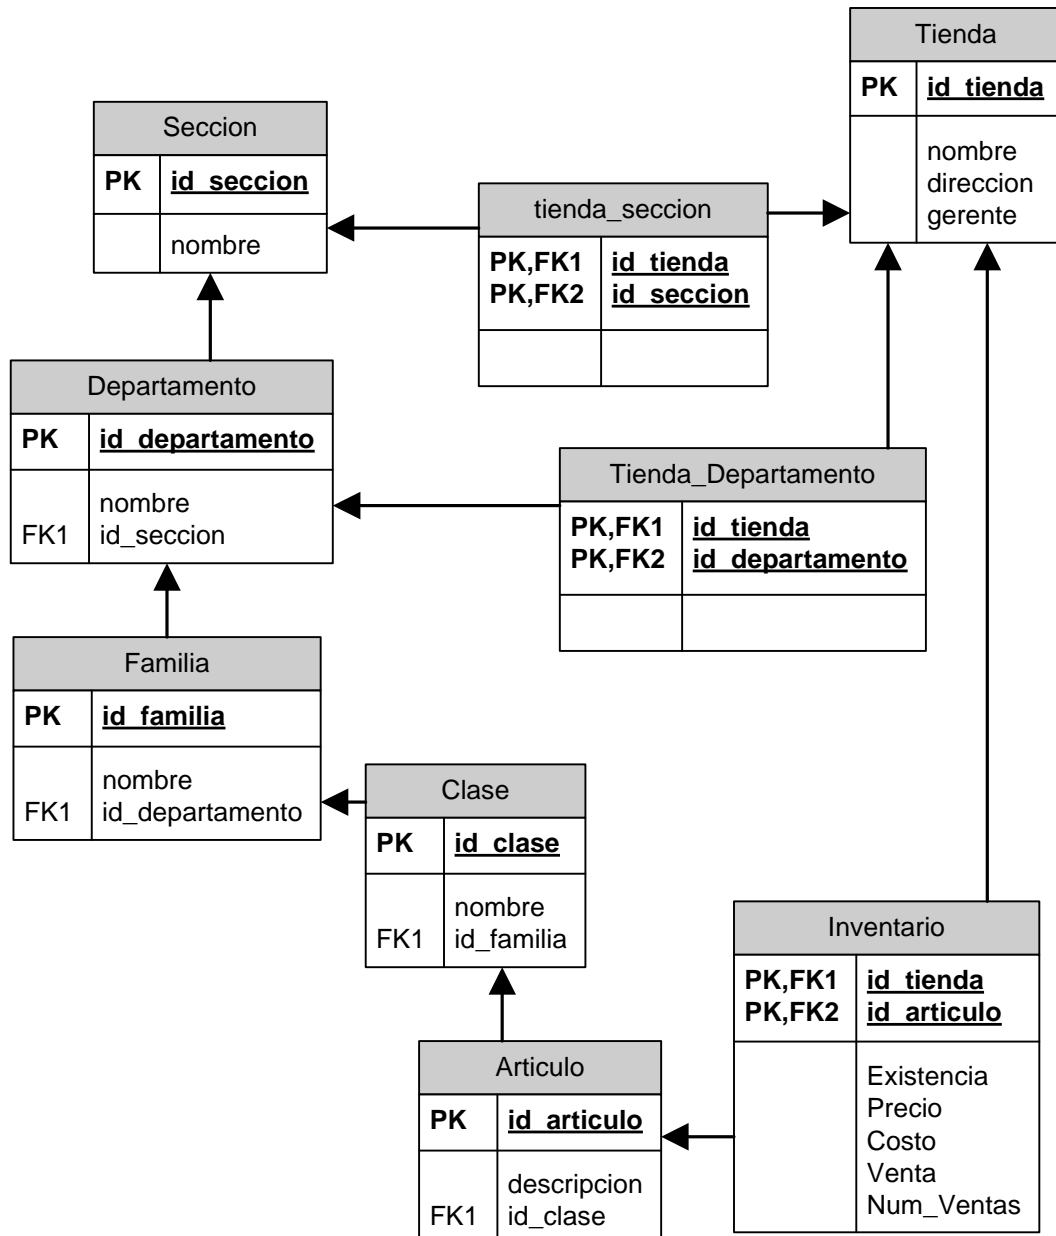 Tienda
PK id_tienda
nombre
direccion
gerente
Seccion
PK id_seccion
nombre
tienda_seccion
PK,FK1 id_tienda
PK,FK2 id_seccion
Departamento
PK id_departamento
nombre
FK1 id_seccion
Tienda_Departamento
PK,FK1 id_tienda
PK,FK2 id_departamento
Familia
PK id_familia
nombre
FK1 id_departamento
Clase
PK id_clase
nombre
FK1 id_familia
Inventario
PK,FK1 id_tienda
PK,FK2 id_articulo
Existencia
Precio
Costo
Venta
Num_Ventas
Articulo
PK id_articulo
descripcion
FK1 id_clase